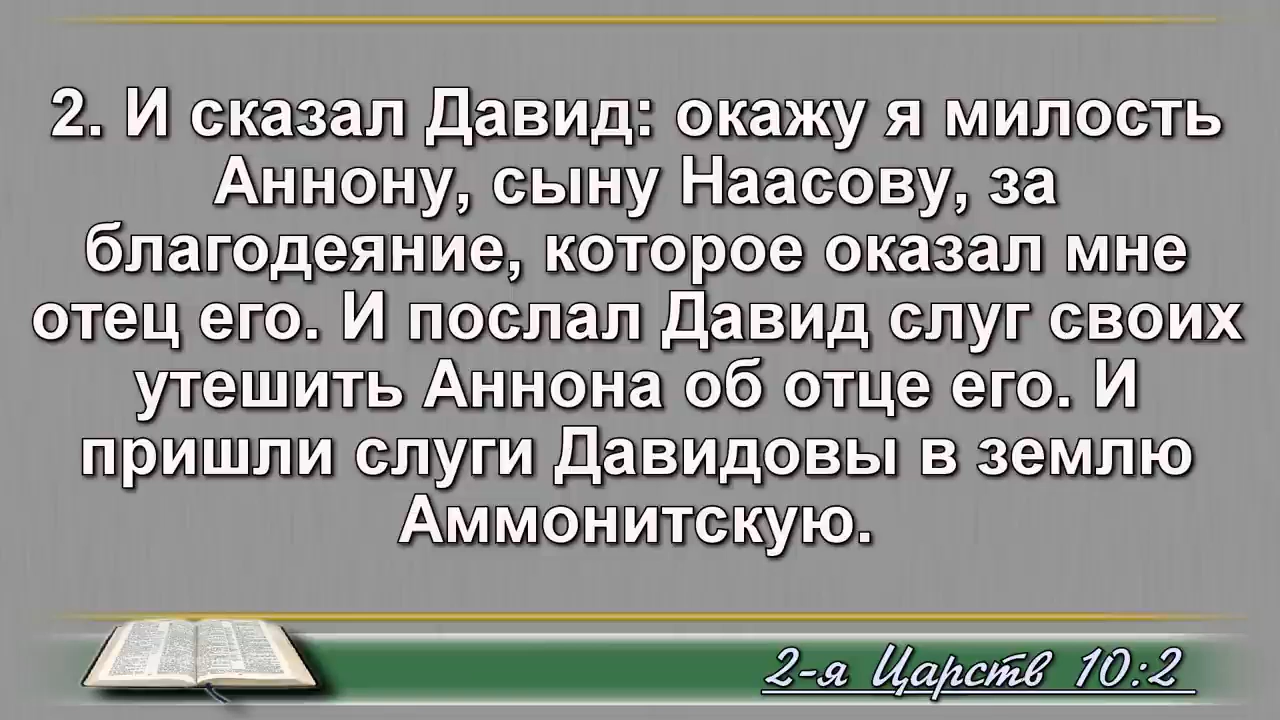 2. И сказал Давид: окажу я милость
Аннону, сыну Наасову, за
благодеяние, которое оказал мне
отец его. И послал Давид слуг своих
утешить Аннона об отце его. И
пришли слуги Давидовы в землю
Аммонитскую.
2-я Царств 10:2